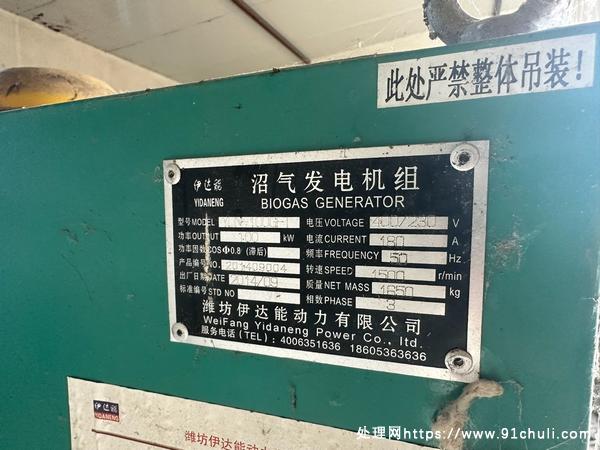 此处严禁整体吊装!
伊达能
YIDANENG
沼气发电机组
BIOGAS GENERATOR
型号MODEL
电压VOLTAGE 400/230 V
功率OUTPUT 100 kW
电流CURRENT 180 A
功率因数COSΦ0.8 (滞后)
频率FREQUENCY 50 Hz
产品编号NO. 201409004
转速SPEED 1500 r/min
出厂日期DATE 2014/09
质量NET MASS 1650 kg
标准编号STD NO
相数PHASE 3
潍坊伊达能动力有限公司
WeiFang Yidaneng Power Co., ltd.
服务电话(TEL): 4006351636 18605363636
伊达能
YIDANENG
潍坊伊达能动
处理网https://www.91chuli.com/